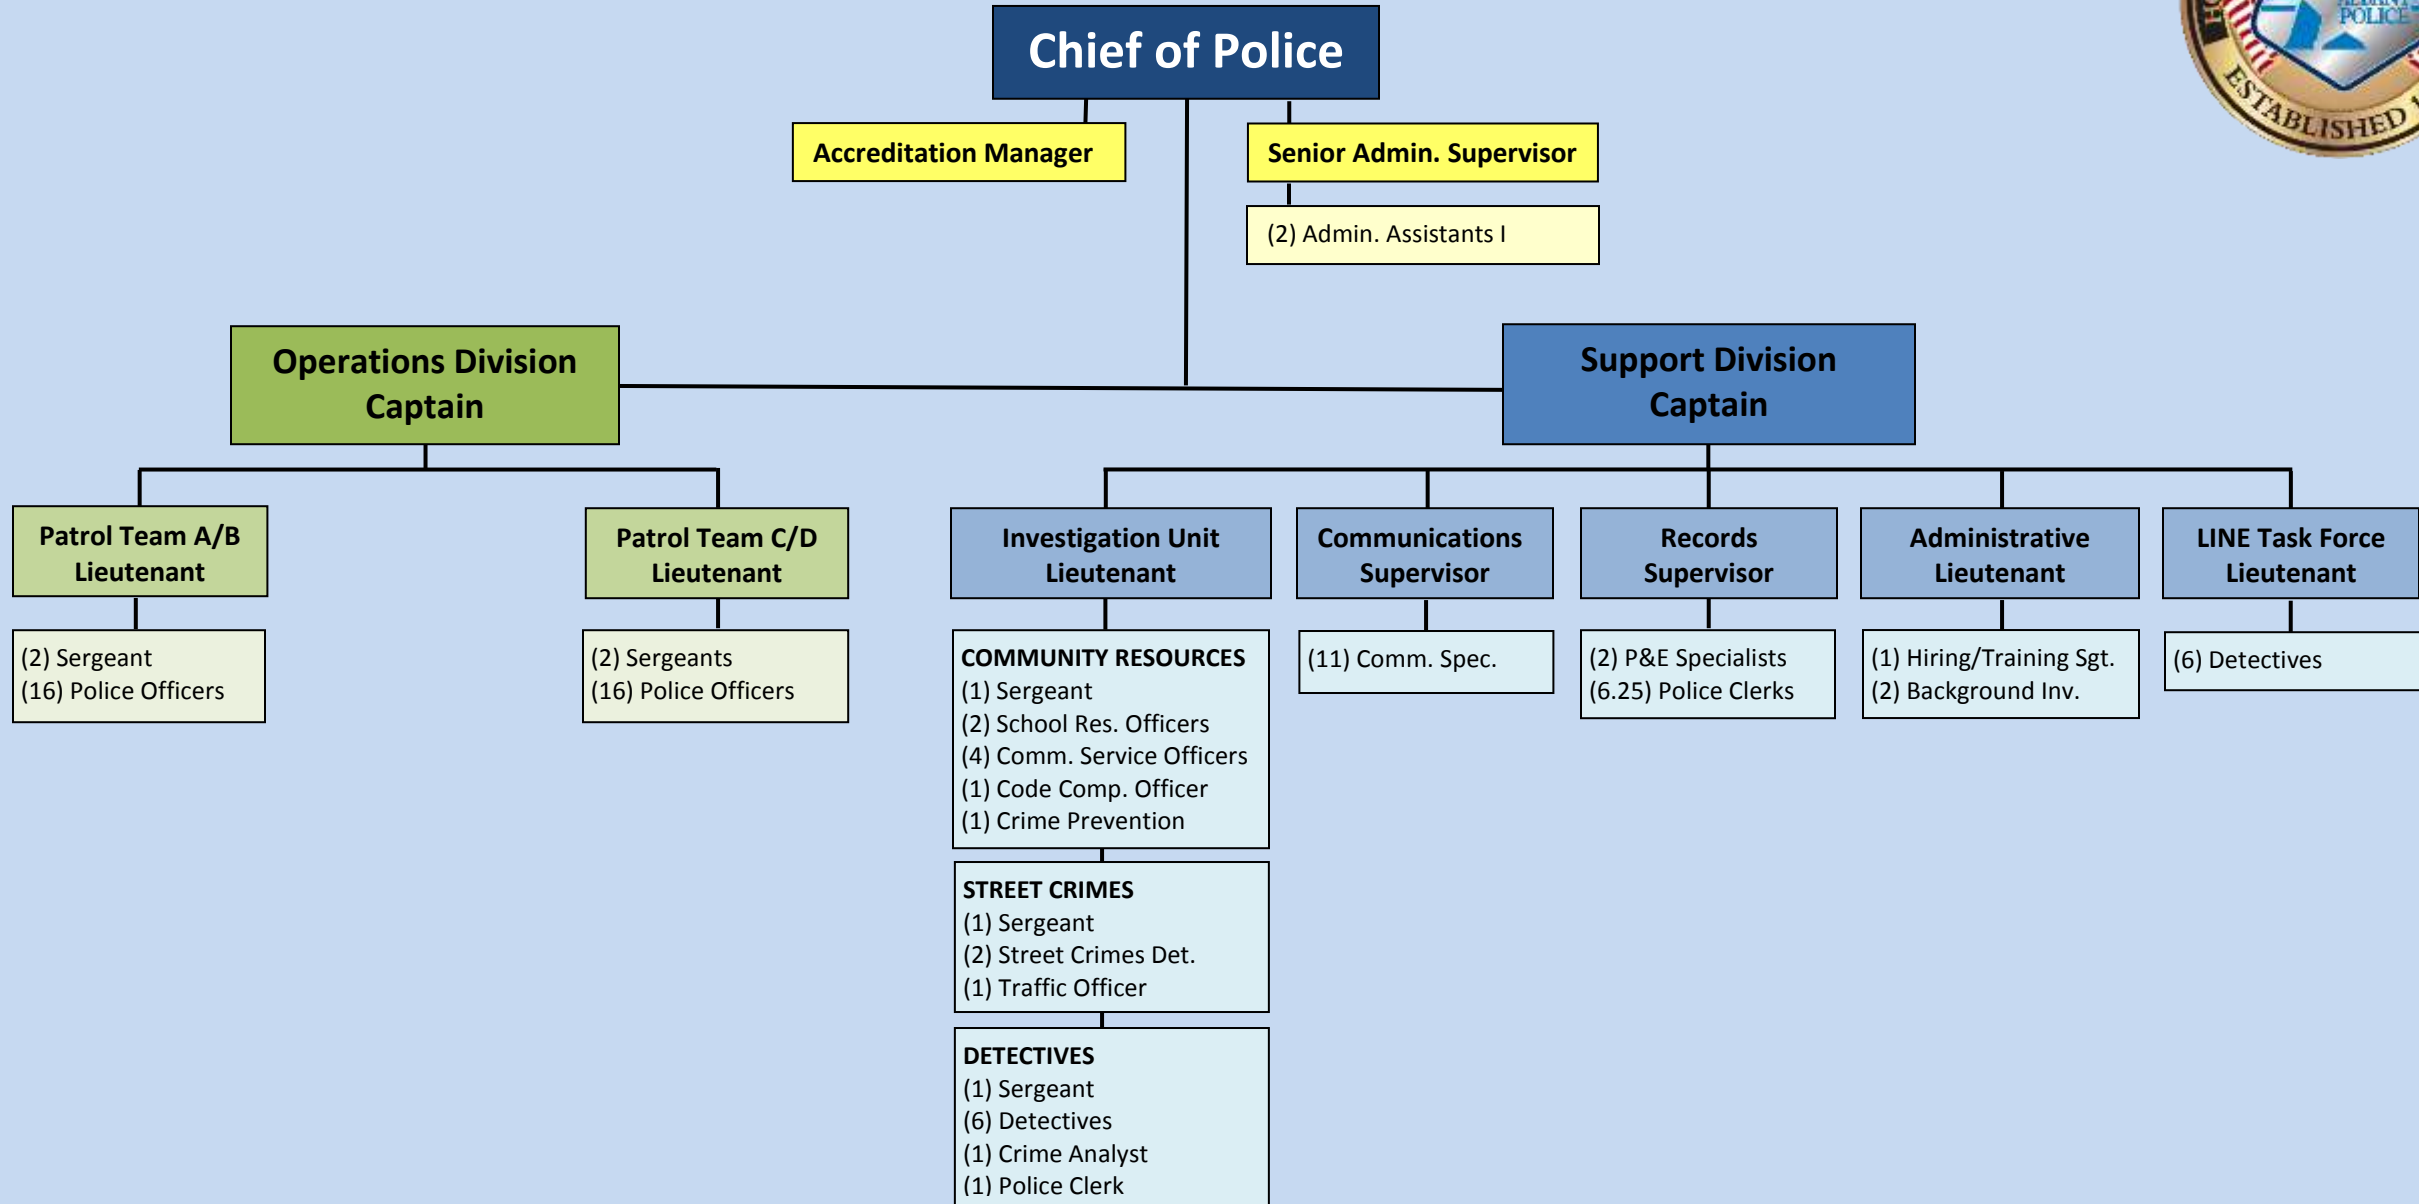 Chief of Police
ALBANY
POLICE
ESTABLISHED
Accreditation Manager
Senior Admin. Supervisor
(2) Admin. Assistants I
Operations Division
Captain
Support Division
Captain
Patrol Team A/B
Lieutenant
Patrol Team C/D
Lieutenant
Investigation Unit
Lieutenant
Communications
Supervisor
Records
Supervisor
Administrative
Lieutenant
LINE Task Force
Lieutenant
(2) Sergeant
(16) Police Officers
(2) Sergeants
(16) Police Officers
COMMUNITY RESOURCES
(1) Sergeant
(2) School Res. Officers
(4) Comm. Service Officers
(1) Code Comp. Officer
(1) Crime Prevention
(11) Comm. Spec.
(2) P&E Specialists
(6.25) Police Clerks
(1) Hiring/Training Sgt.
(2) Background Inv.
(6) Detectives
STREET CRIMES
(1) Sergeant
(2) Street Crimes Det.
(1) Traffic Officer
DETECTIVES
(1) Sergeant
(6) Detectives
(1) Crime Analyst
(1) Police Clerk